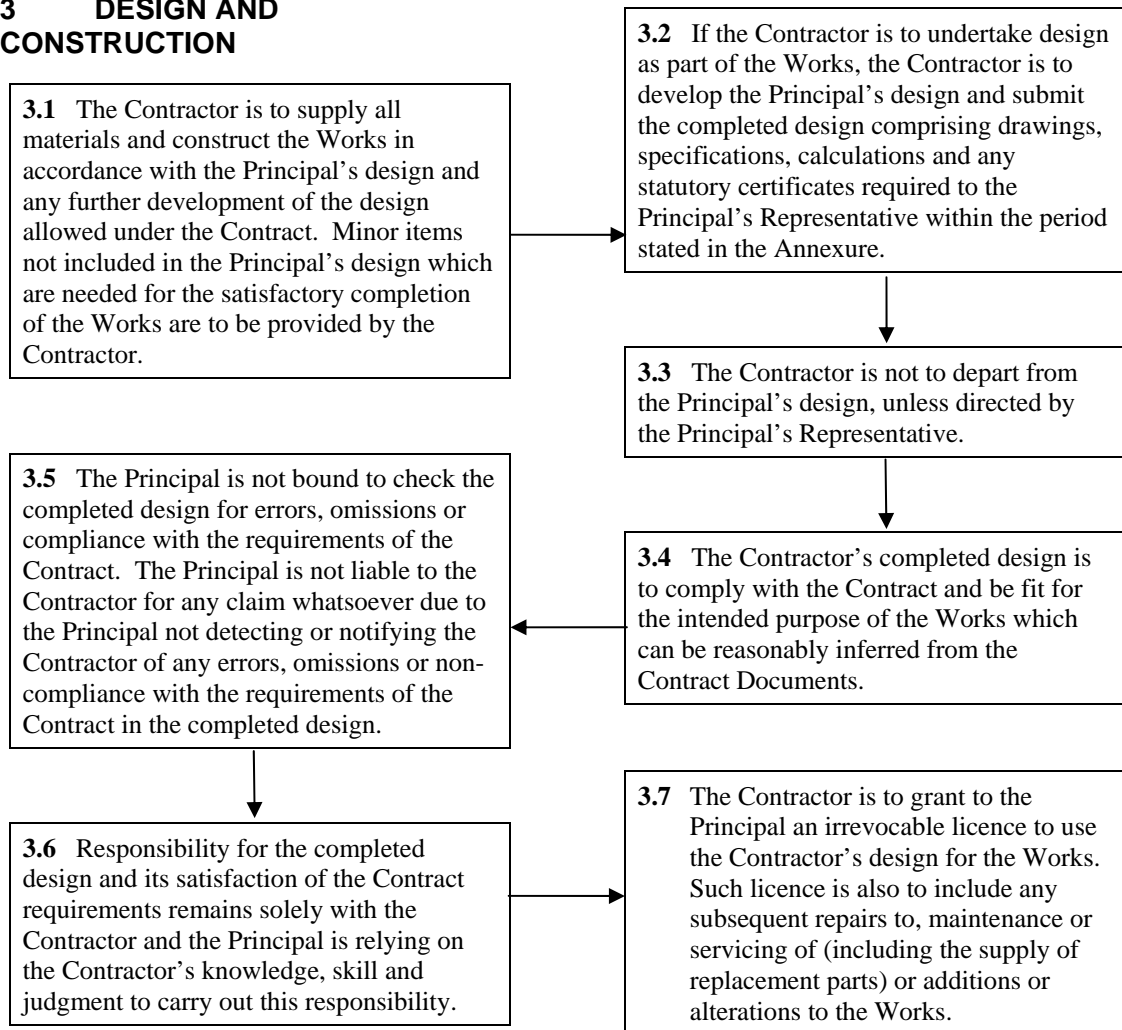 3 DESIGN AND
CONSTRUCTION
3.1 The Contractor is to supply all
materials and construct the Works in
accordance with the Principal’s design and
any further development of the design
allowed under the Contract. Minor items
not included in the Principal’s design which
are needed for the satisfactory completion
of the Works are to be provided by the
Contractor.
3.2 If the Contractor is to undertake design
as part of the Works, the Contractor is to
develop the Principal’s design and submit
the completed design comprising drawings,
specifications, calculations and any
statutory certificates required to the
Principal’s Representative within the period
stated in the Annexure.
3.3 The Contractor is not to depart from
the Principal’s design, unless directed by
the Principal’s Representative.
3.4 The Contractor’s completed design is
to comply with the Contract and be fit for
the intended purpose of the Works which
can be reasonably inferred from the
Contract Documents.
3.5 The Principal is not bound to check the
completed design for errors, omissions or
compliance with the requirements of the
Contract. The Principal is not liable to the
Contractor for any claim whatsoever due to
the Principal not detecting or notifying the
Contractor of any errors, omissions or non-
compliance with the requirements of the
Contract in the completed design.
3.6 Responsibility for the completed
design and its satisfaction of the Contract
requirements remains solely with the
Contractor and the Principal is relying on
the Contractor’s knowledge, skill and
judgment to carry out this responsibility.
3.7 The Contractor is to grant to the
Principal an irrevocable licence to use
the Contractor’s design for the Works.
Such licence is also to include any
subsequent repairs to, maintenance or
servicing of (including the supply of
replacement parts) or additions or
alterations to the Works.